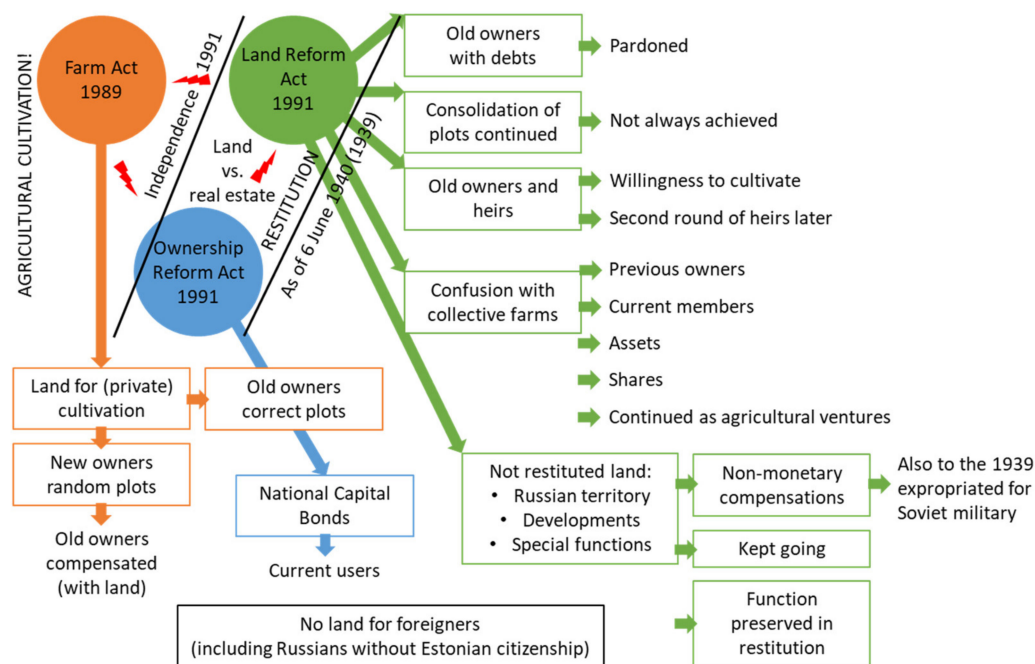 AGRICULTURAL CULTIVATION!
Farm Act
1989
Independence 1991
Land Reform
Act
1991
Land
vs.
real estate
RESTITUTION
As of 6 June 1940 (1939)
Ownership
Reform Act
1991
Old owners
with debts
Pardoned
Consolidation of
plots continued
Not always achieved
Old owners and
heirs
Willingness to cultivate
Second round of heirs later
Confusion with
collective farms
Previous owners
Current members
Assets
Shares
Continued as agricultural ventures
Land for (private)
cultivation
Old owners
correct plots
New owners
random plots
Old owners
compensated
(with land)
National Capital
Bonds
Current users
Not restituted land:
• Russian territory
• Developments
• Special functions
Non-monetary
compensations
Also to the 1939
expropriated for
Soviet military
Kept going
Function
preserved in
restitution
No land for foreigners
(including Russians without Estonian citizenship)